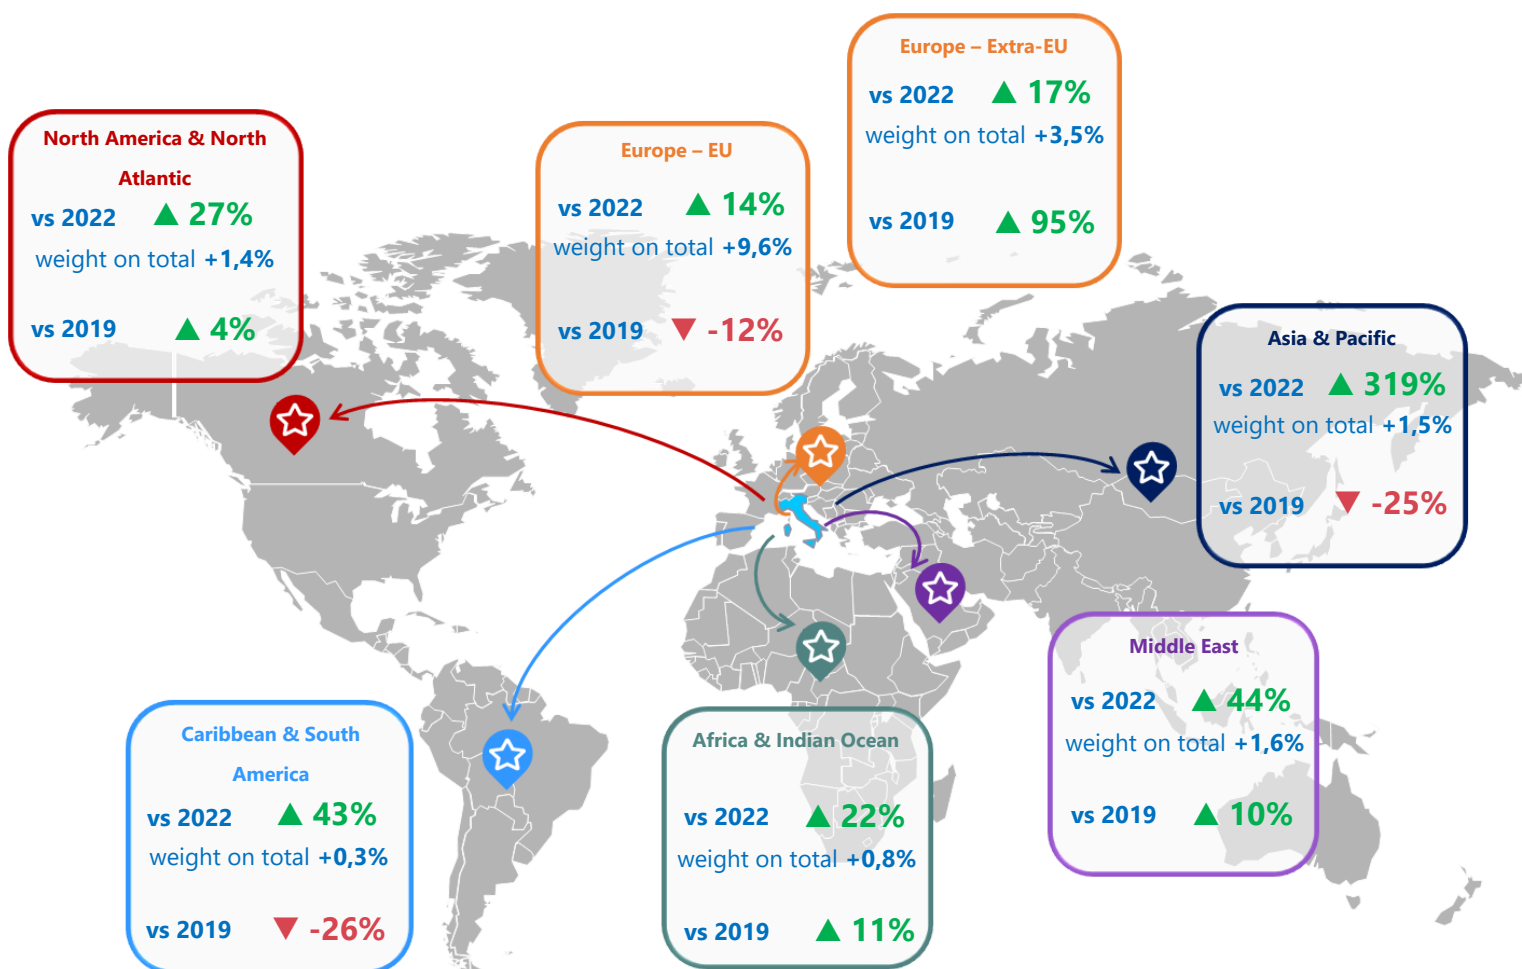 Europe – Extra-EU
vs 2022 ▲ 17%
weight on total +3,5%
vs 2019 ▲ 95%
North America & North
Atlantic
vs 2022 ▲ 27%
weight on total +1,4%
vs 2019 ▲ 4%
Europe – EU
vs 2022 ▲ 14%
weight on total +9,6%
vs 2019 ▼ -12%
Asia & Pacific
vs 2022 ▲ 319%
weight on total +1,5%
vs 2019 ▼ -25%
Middle East
vs 2022 ▲ 44%
weight on total +1,6%
vs 2019 ▲ 10%
Caribbean & South
America
vs 2022 ▲ 43%
weight on total +0,3%
vs 2019 ▼ -26%
Africa & Indian Ocean
vs 2022 ▲ 22%
weight on total +0,8%
vs 2019 ▲ 11%